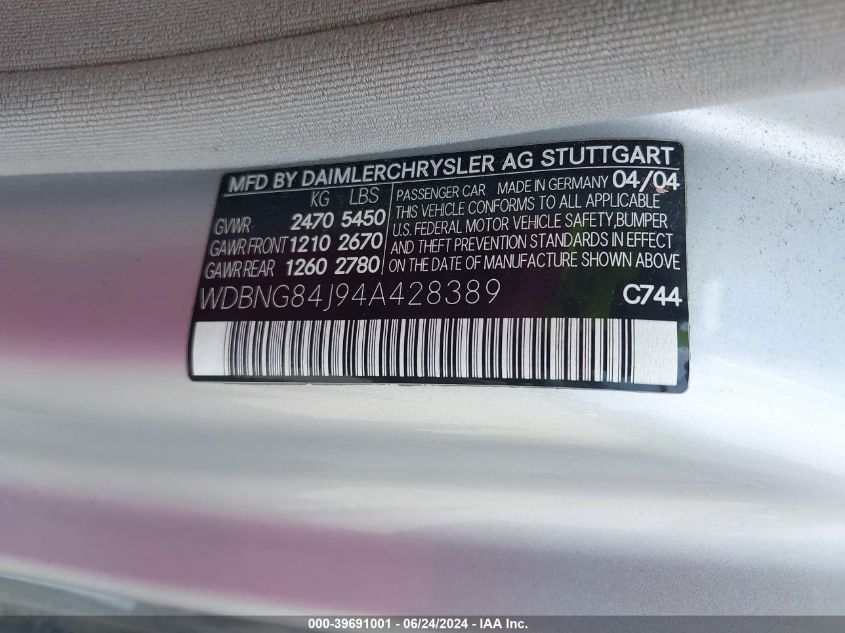 MFD BY DAIMLERCHRYSLER AG STUTTGART
KG LBS
GVWR 2470 5450
GAWR FRONT 1210 2670
GAWR REAR 1260 2780
PASSENGER CAR MADE IN GERMANY 04/04
THIS VEHICLE CONFORMS TO ALL APPLICABLE
U.S. FEDERAL MOTOR VEHICLE SAFETY,BUMPER
AND THEFT PREVENTION STANDARDS IN EFFECT
ON THE DATE OF MANUFACTURE SHOWN ABOVE
WDBNG84J94A428389 C744
000-39691001 - 06/24/2024 - IAA Inc.